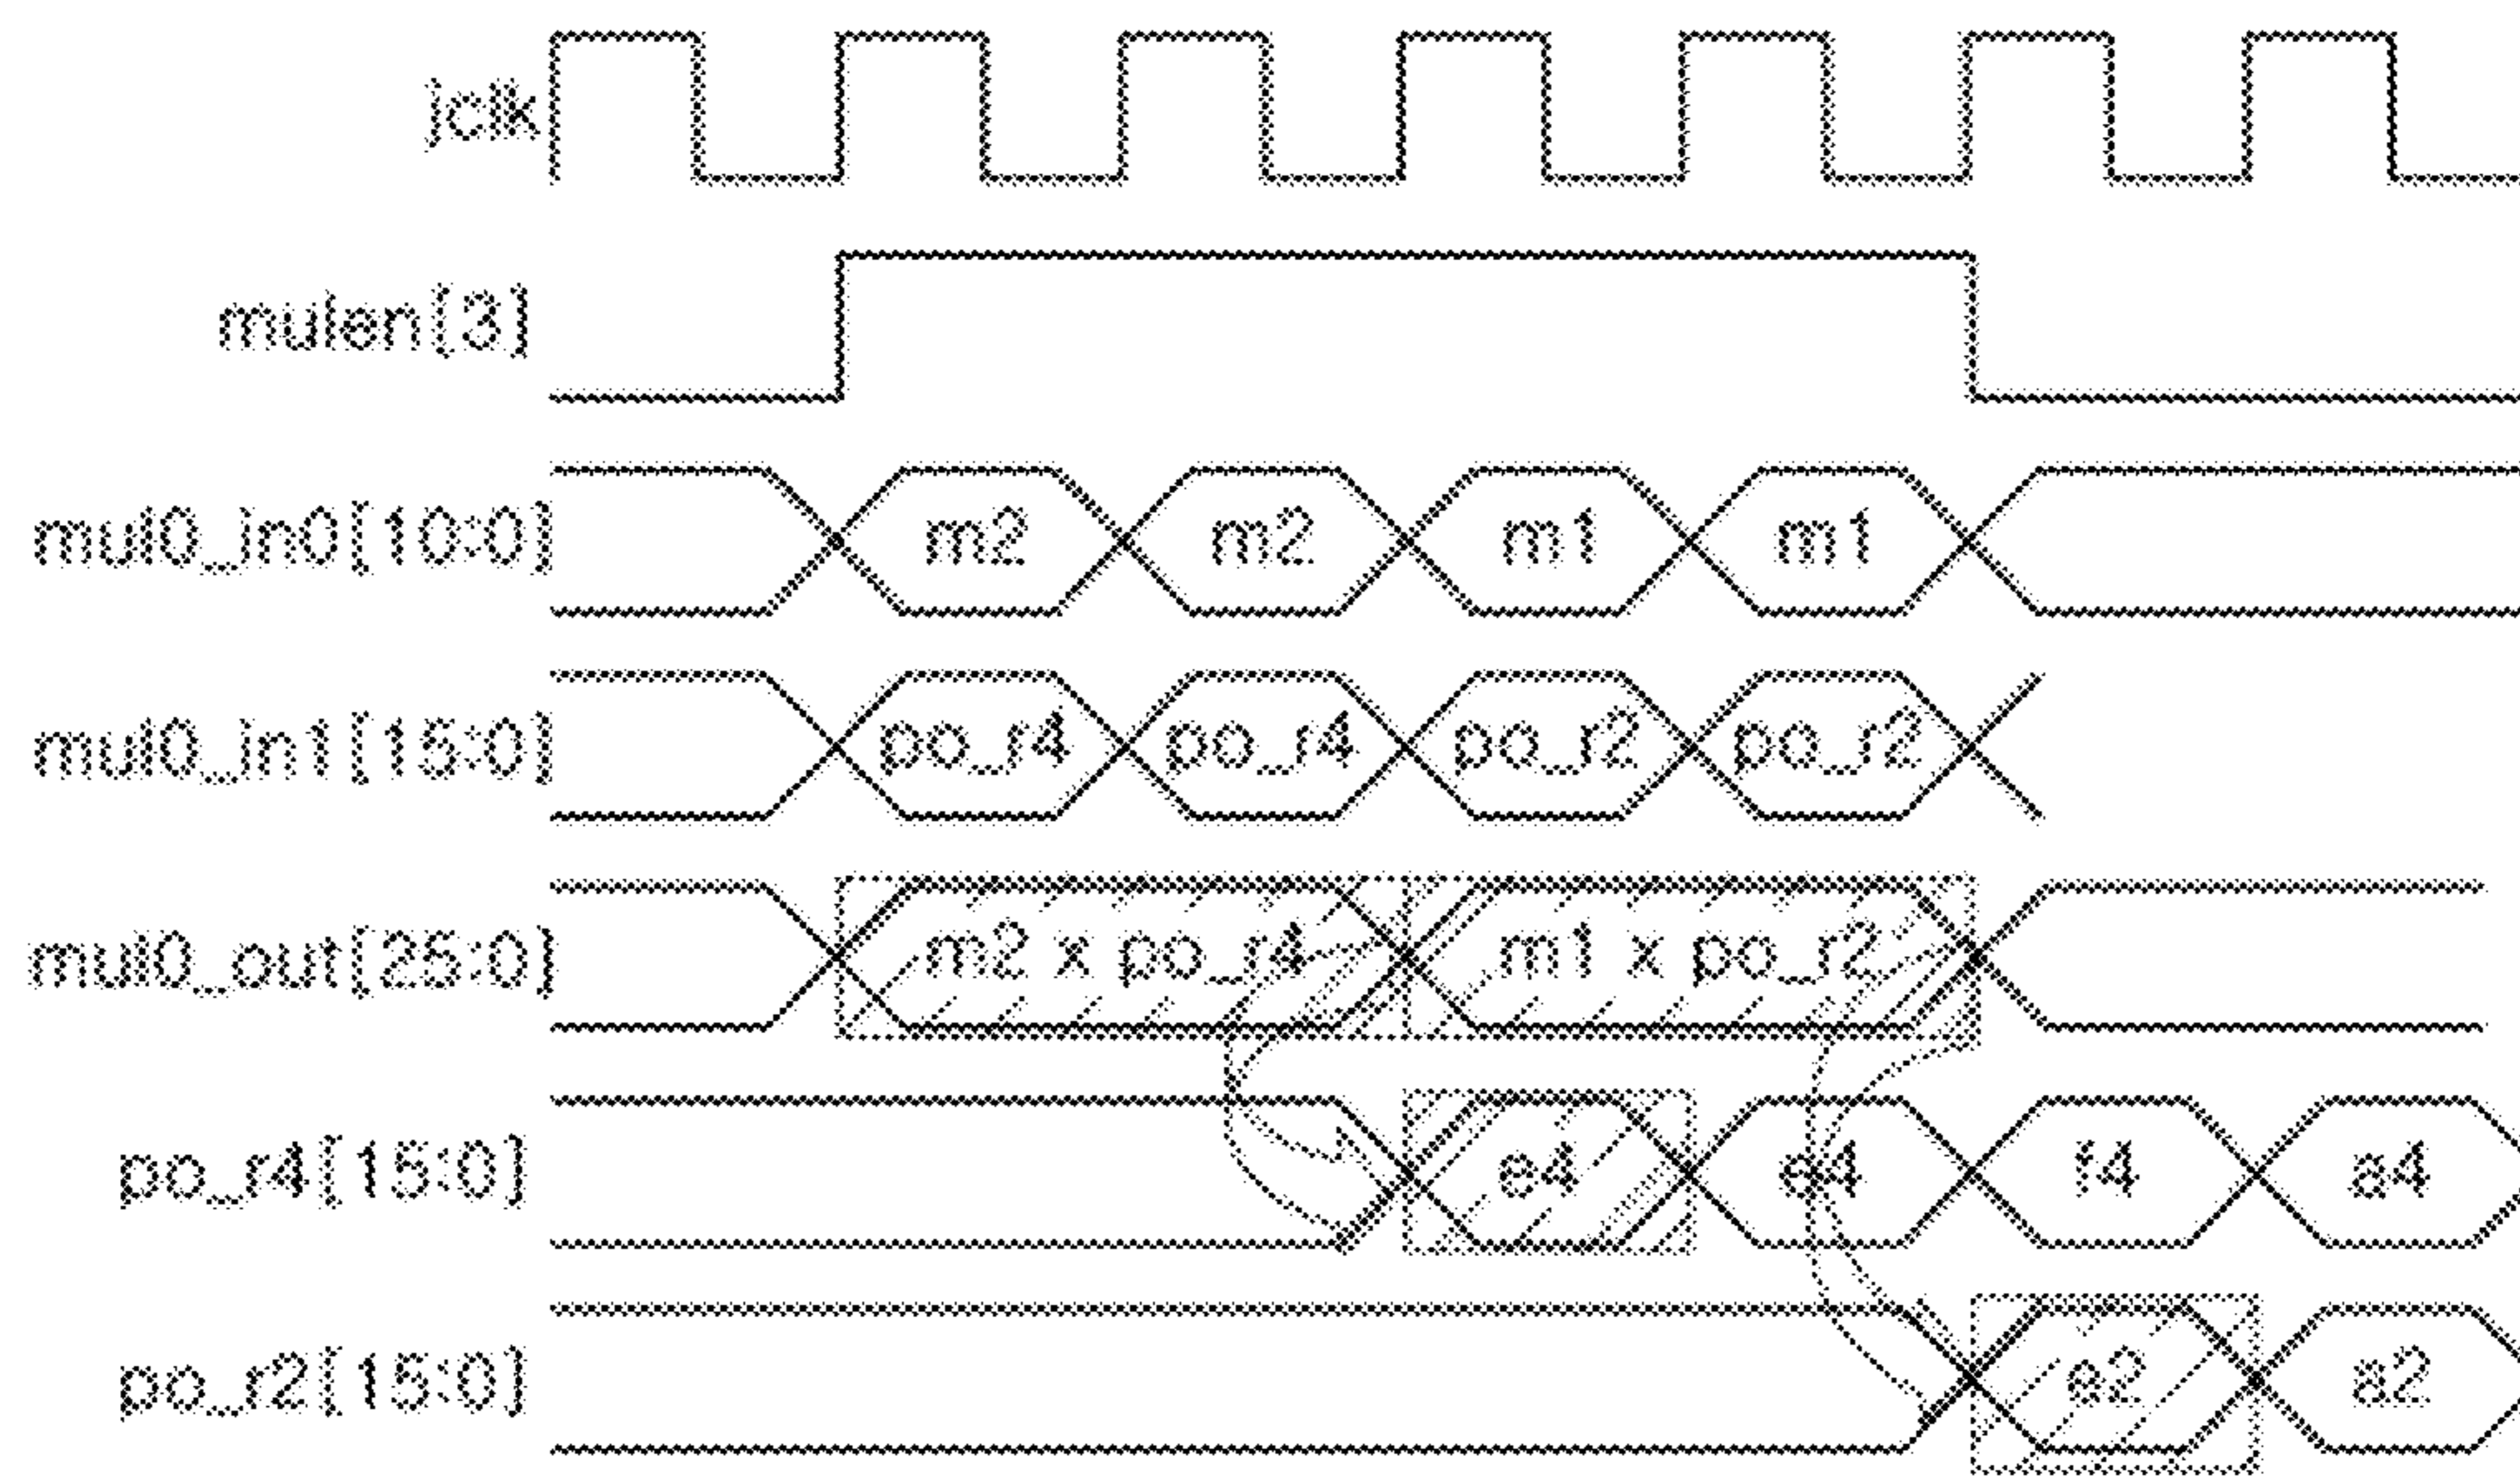 jclk
mulen[3]
mul0_in0[10:0] m2 m2 m1 m1
mul0_in1[15:0] po_r4 po_r4 po_r2 po_r2
mul0_out[25:0] m2 x po_r4 m1 x po_r2
po_r4[15:0] e4 e4 f4 a4
po_r2[15:0] e2 a2